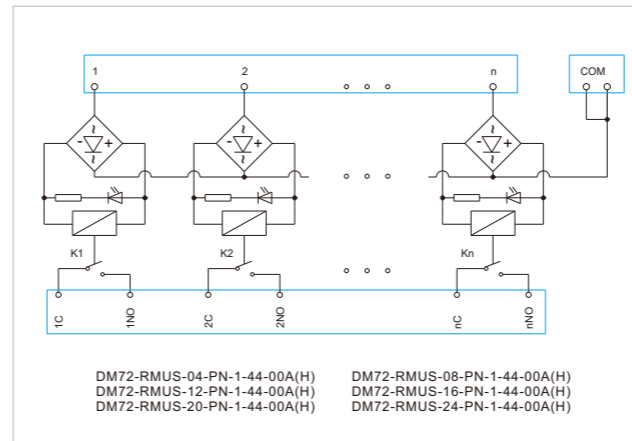 1 2 n COM
~ ~ ~
- + - + - +
~ ~ ~
K1 K2 Kn
1C 1NO 2C 2NO nC nNO
DM72-RMUS-04-PN-1-44-00A(H) DM72-RMUS-08-PN-1-44-00A(H)
DM72-RMUS-12-PN-1-44-00A(H) DM72-RMUS-16-PN-1-44-00A(H)
DM72-RMUS-20-PN-1-44-00A(H) DM72-RMUS-24-PN-1-44-00A(H)